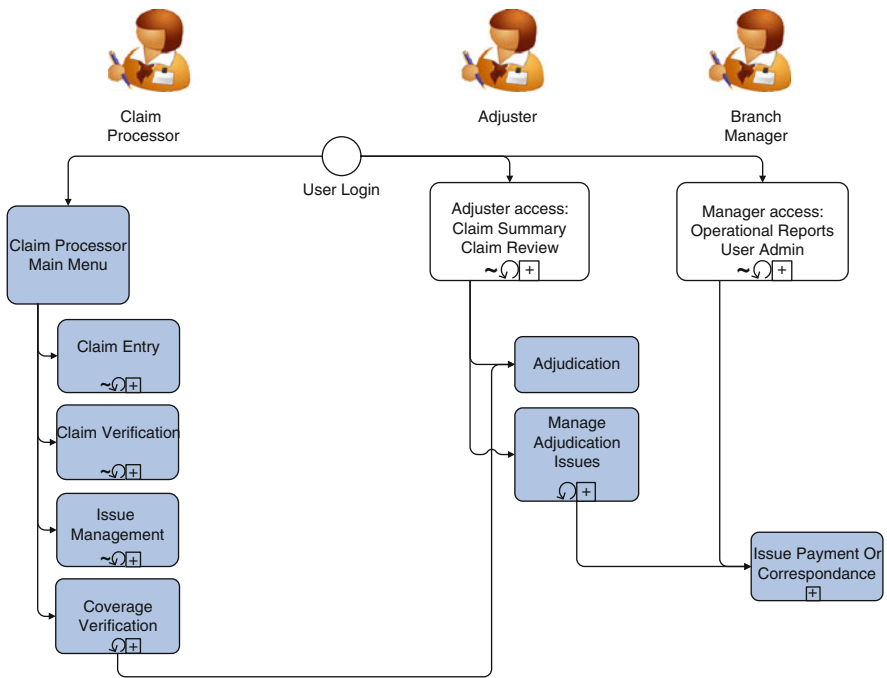 Claim
Processor
Adjuster
Branch
Manager
User Login
Claim Processor
Main Menu
Adjuster access:
Claim Summary
Claim Review
~ +
Manager access:
Operational Reports
User Admin
~ +
Claim Entry
~ +
Adjudication
Claim Verification
~ +
Manage
Adjudication
Issues
+
Issue
Management
~ +
Issue Payment Or
Correspondance
+
Coverage
Verification
+